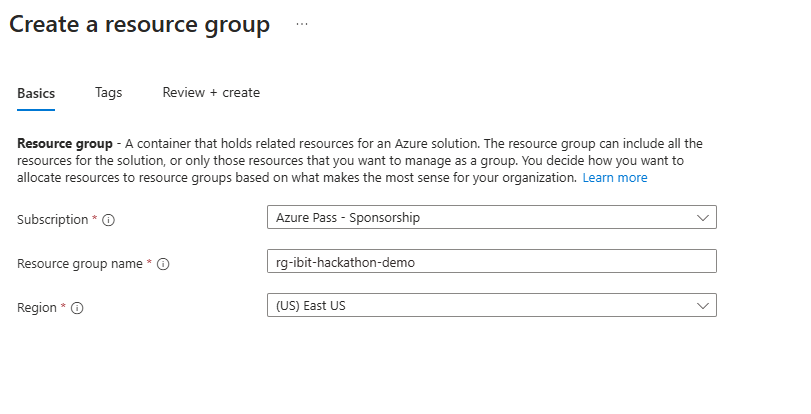 Create a resource group ...
Basics Tags Review + create
Resource group - A container that holds related resources for an Azure solution. The resource group can include all the
resources for the solution, or only those resources that you want to manage as a group. You decide how you want to
allocate resources to resource groups based on what makes the most sense for your organization. Learn more
Subscription * Azure Pass - Sponsorship
Resource group name * rg-ibit-hackathon-demo
Region * (US) East US